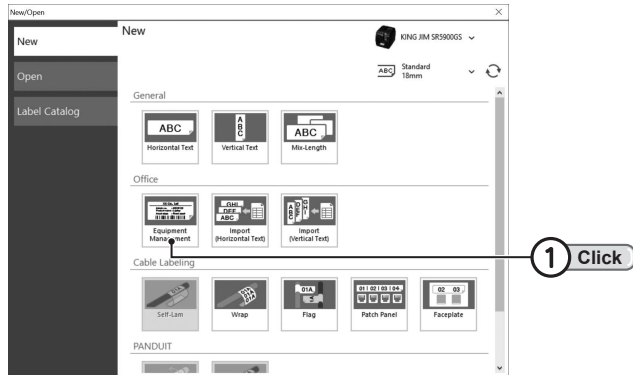 New/Open
New
Open
Label Catalog
New
KING JIM SR5900GS
ABC
Standard
18mm
General
ABC
Horizontal Text
A
B
C
Vertical Text
ABC
Mix-Length
Office
Equipment
Management
GHI
DEF
ABC
Import
(Horizontal Text)
Import
(Vertical Text)
1 Click
Cable Labeling
Self-Lam
Wrap
01A
Flag
01 02 03 04
Patch Panel
02 03
Faceplate
PANDUIT